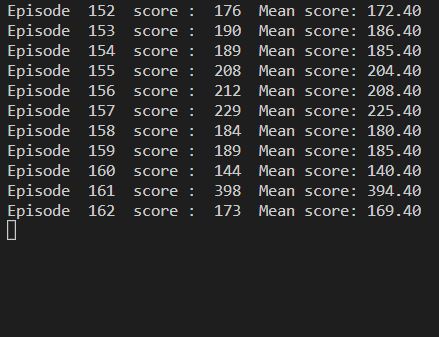 Episode  152  score :  176  Mean score: 172.40
Episode  153  score :  190  Mean score: 186.40
Episode  154  score :  189  Mean score: 185.40
Episode  155  score :  208  Mean score: 204.40
Episode  156  score :  212  Mean score: 208.40
Episode  157  score :  229  Mean score: 225.40
Episode  158  score :  184  Mean score: 180.40
Episode  159  score :  189  Mean score: 185.40
Episode  160  score :  144  Mean score: 140.40
Episode  161  score :  398  Mean score: 394.40
Episode  162  score :  173  Mean score: 169.40